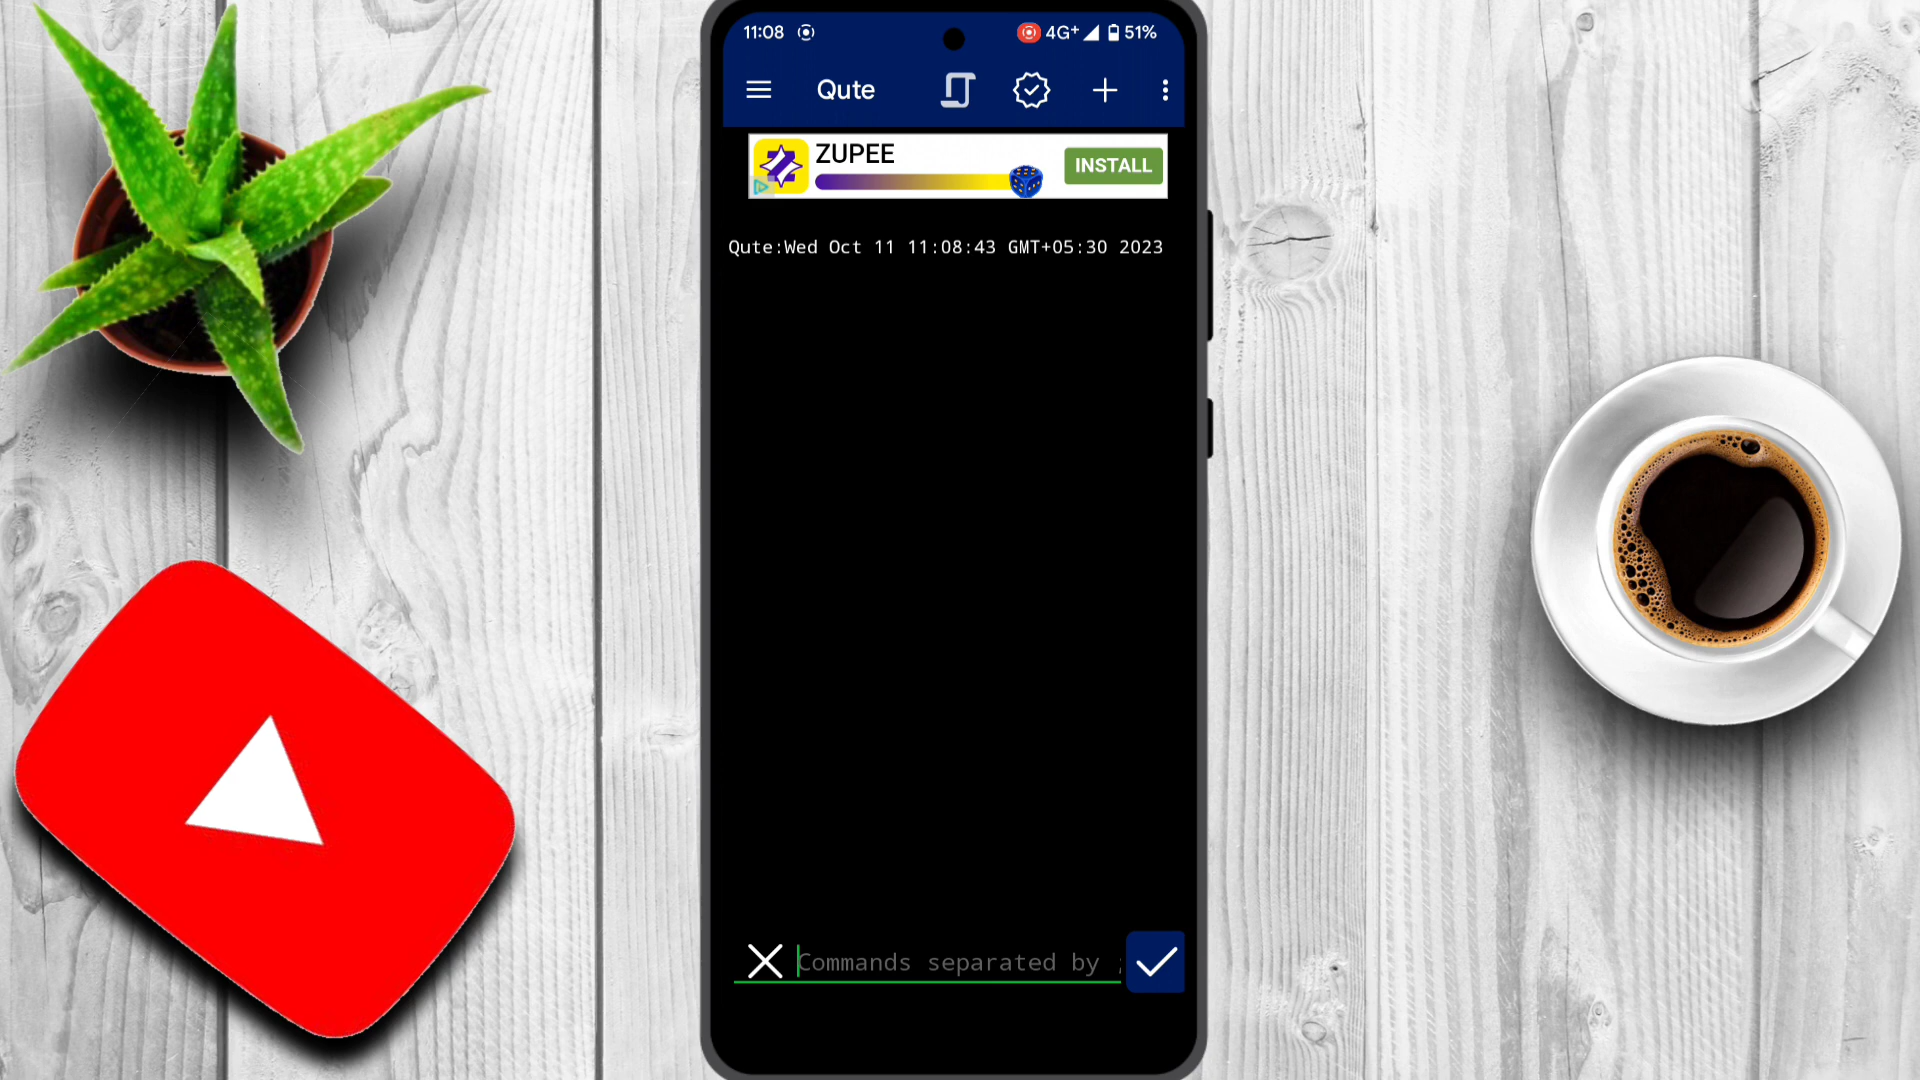 11:08 4G+ 51%
Qute
ZUPEE
INSTALL
Qute:Wed Oct 11 11:08:43 GMT+05:30 2023
Commands separated by ;